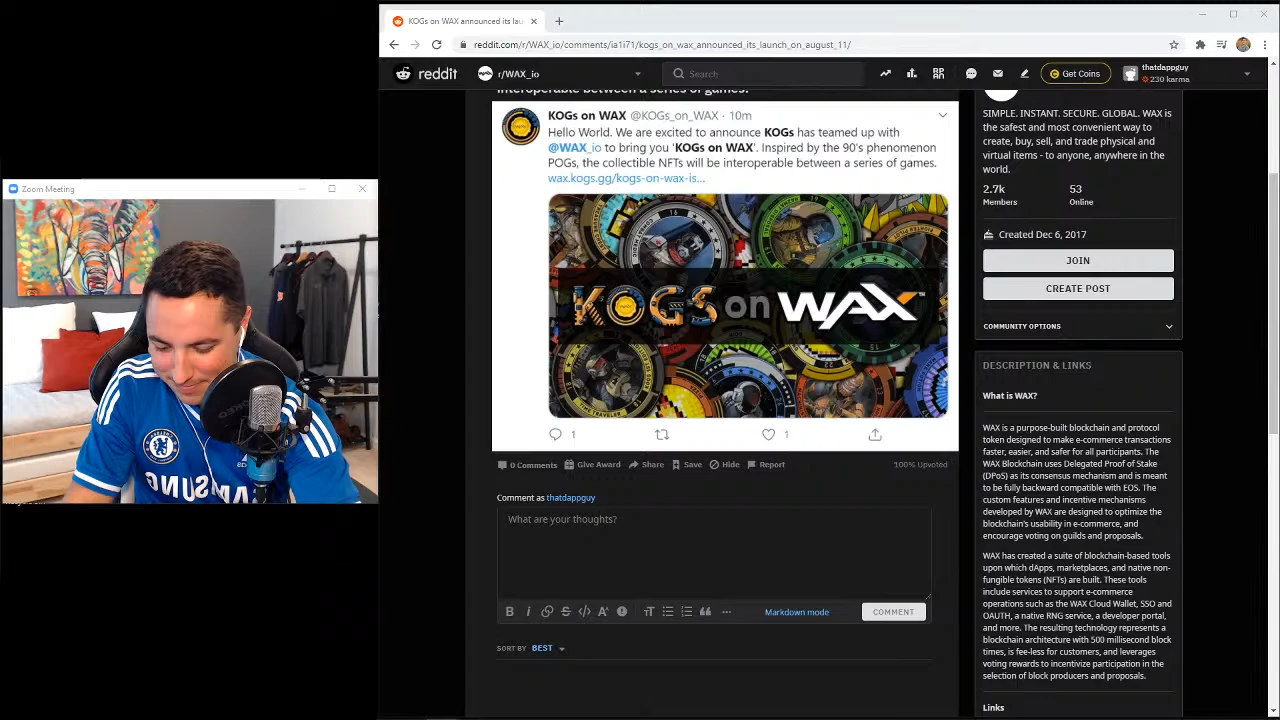 KOGs on WAX announced its lau
reddit.com/r/WAX_io/comments/ia1i71/kogs_on_wax_announced_its_launch_on_august_11/
reddit
r/WAX_io
Search
Get Coins
thatdappguy
230 karma
interoperable between a series of games.
KOGs on WAX @KOGs_on_WAX · 10m
Hello World. We are excited to announce KOGs has teamed up with
@WAX_io to bring you 'KOGs on WAX'. Inspired by the 90's phenomenon
POGs, the collectible NFTs will be interoperable between a series of games.
wax.kogs.gg/kogs-on-wax-is...
KOGS on WAX
1
1
0 Comments Give Award Share Save Hide Report
100% Upvoted
Comment as thatdappguy
What are your thoughts?
Markdown mode
COMMENT
SORT BY BEST
SIMPLE. INSTANT. SECURE. GLOBAL. WAX is
the safest and most convenient way to
create, buy, sell, and trade physical and
virtual items - to anyone, anywhere in the
world.
2.7k 53
Members Online
Created Dec 6, 2017
JOIN
CREATE POST
COMMUNITY OPTIONS
DESCRIPTION & LINKS
What is WAX?
WAX is a purpose-built blockchain and protocol
token designed to make e-commerce transactions
faster, easier, and safer for all participants. The
WAX Blockchain uses Delegated Proof of Stake
(DPoS) as its consensus mechanism and is meant
to be fully backward compatible with EOS. The
custom features and incentive mechanisms
developed by WAX are designed to optimize the
blockchain's usability in e-commerce, and
encourage voting on guilds and proposals.
WAX has created a suite of blockchain-based tools
upon which dApps, marketplaces, and native non-
fungible tokens (NFTs) are built. These tools
include services to support e-commerce
operations such as the WAX Cloud Wallet, SSO and
OAUTH, a native RNG service, a developer portal,
and more. The resulting technology represents a
blockchain architecture with 500 millisecond block
times, is fee-less for customers, and leverages
voting rewards to incentivize participation in the
selection of block producers and proposals.
Links
Zoom Meeting
SAMSUNG